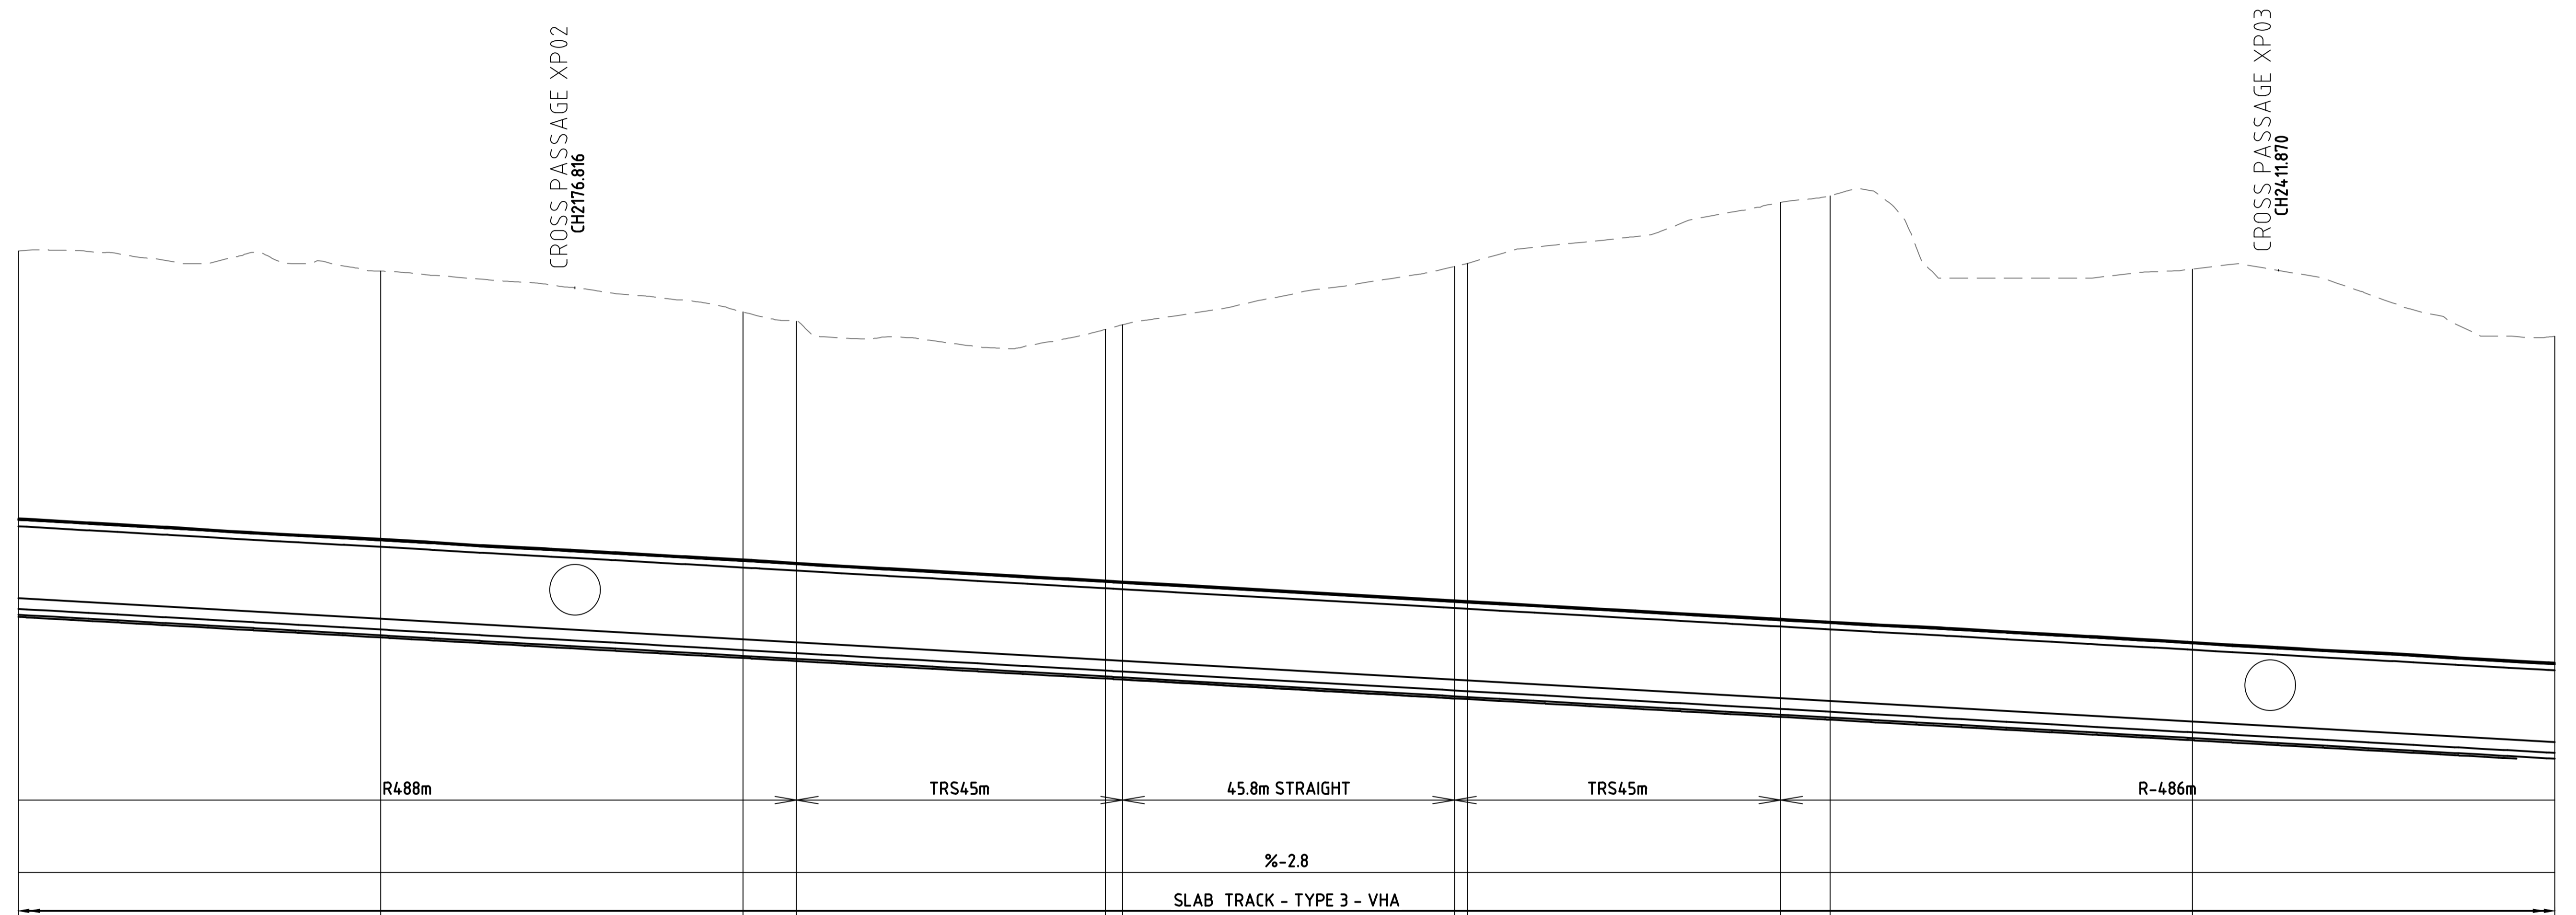 CROSS PASSAGE XP02
CH2176.816
CROSS PASSAGE XP03
CH2411.870
R488m
TRS45m
45.8m STRAIGHT
TRS45m
R-486m
%-2.8
SLAB TRACK - TYPE 3 - VHA